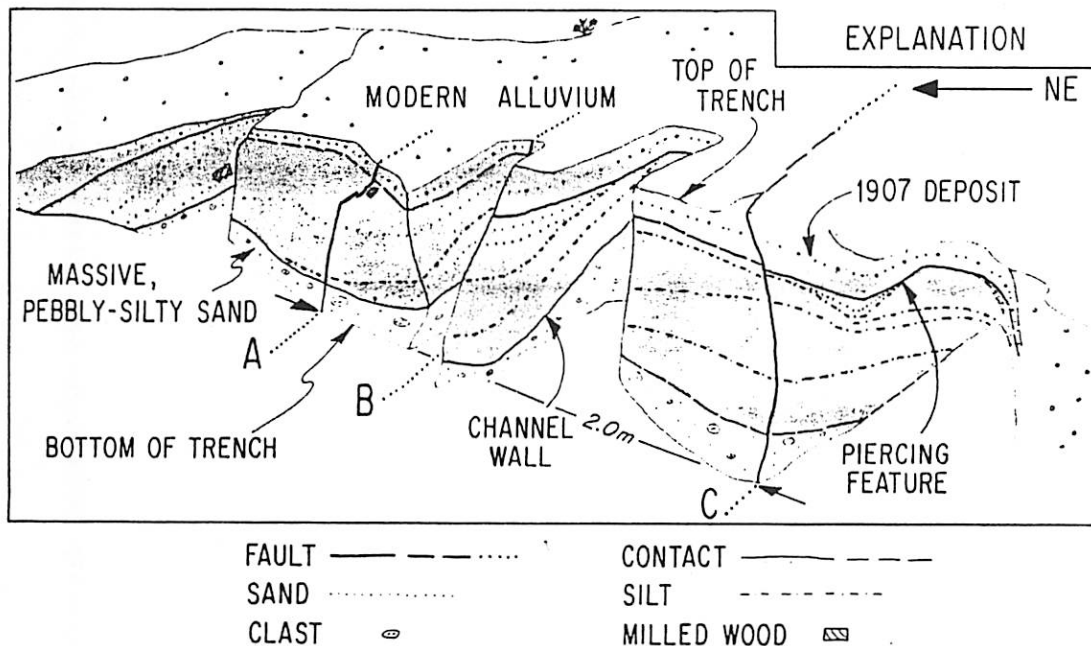 EXPLANATION
TOP OF
TRENCH
NE
MODERN ALLUVIUM
1907 DEPOSIT
MASSIVE,
PEBBLY-SILTY SAND
A
B
BOTTOM OF TRENCH
CHANNEL
WALL
2.0m
PIERCING
FEATURE
C
FAULT
CONTACT
SAND
SILT
CLAST
MILLED WOOD